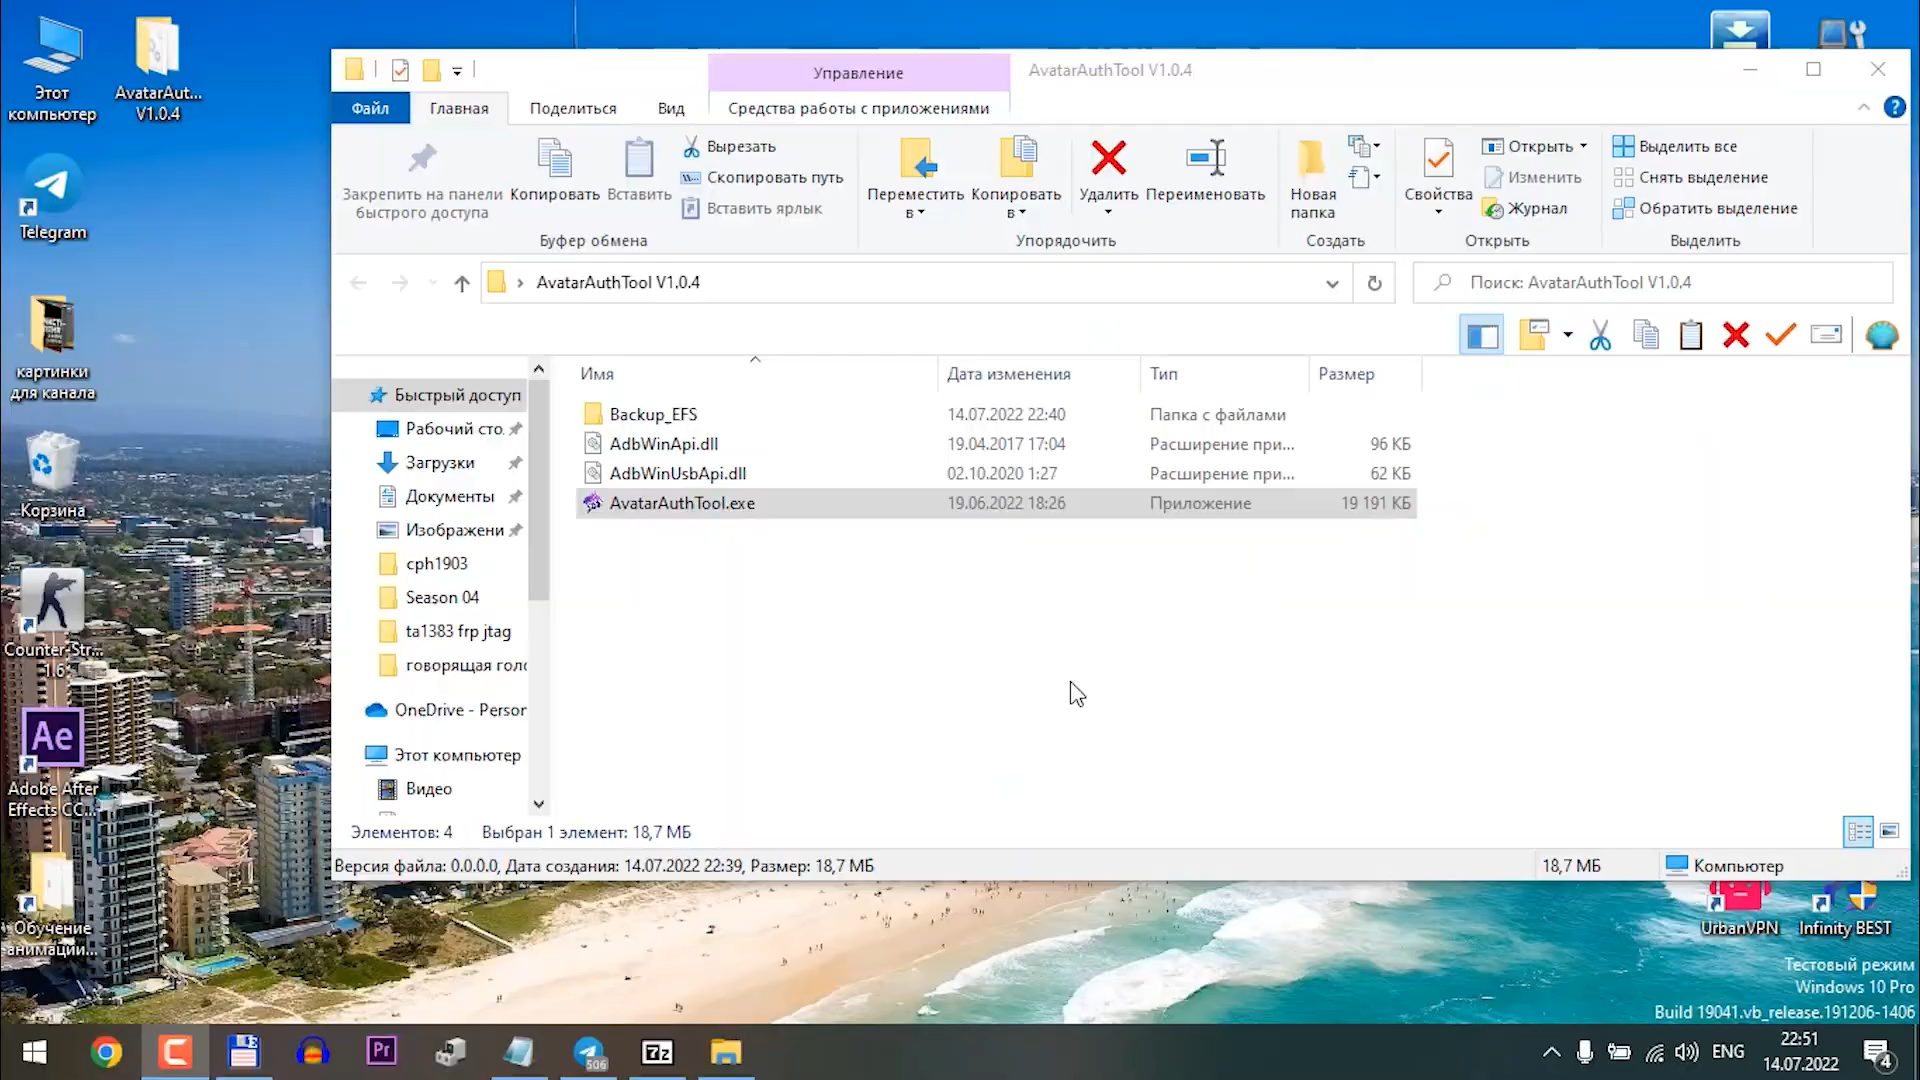 Этот
компьютер
AvatarAut...
V1.0.4
Telegram
картинки
для канала
Корзина
Counter-Str...
1.6
Ae
Adobe After
Effects CC...
Обучение
анимации...
Управление
AvatarAuthTool V1.0.4
Файл
Главная
Поделиться
Вид
Средства работы с приложениями
Закрепить на панели
быстрого доступа
Копировать
Вставить
Вырезать
Скопировать путь
Вставить ярлык
Буфер обмена
Переместить
в
Копировать
в
Удалить
Переименовать
Упорядочить
Новая
папка
Создать
Свойства
Открыть
Изменить
Журнал
Открыть
Выделить все
Снять выделение
Обратить выделение
Выделить
AvatarAuthTool V1.0.4
Поиск: AvatarAuthTool V1.0.4
Быстрый доступ
Рабочий сто.
Загрузки
Документы
Изображени
cph1903
Season 04
ta1383 frp jtag
говорящая голо
OneDrive - Person
Этот компьютер
Видео
Имя Дата изменения Тип Размер
Backup_EFS 14.07.2022 22:40 Папка с файлами
AdbWinApi.dll 19.04.2017 17:04 Расширение при... 96 КБ
AdbWinUsbApi.dll 02.10.2020 1:27 Расширение при... 62 КБ
AvatarAuthTool.exe 19.06.2022 18:26 Приложение 19 191 КБ
Элементов: 4 Выбран 1 элемент: 18,7 МБ
Версия файла: 0.0.0.0, Дата создания: 14.07.2022 22:39, Размер: 18,7 МБ
18,7 МБ
Компьютер
UrbanVPN
Infinity BEST
Тестовый режим
Windows 10 Pro
Build 19041.vb_release.191206-1406
Pr
506
7z
ENG
22:51
14.07.2022
4